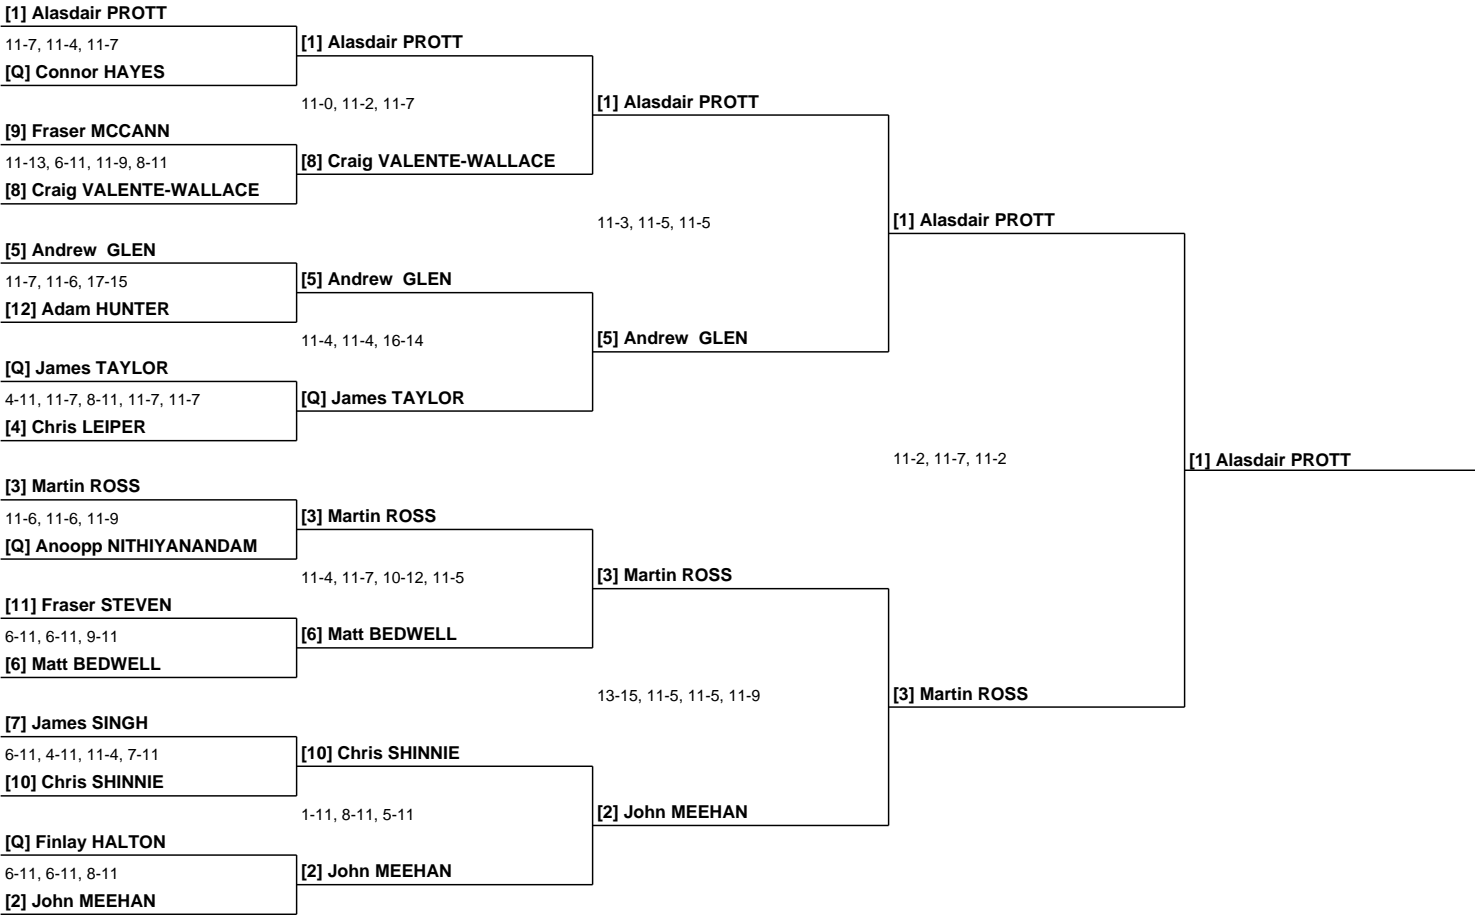 [1] Alasdair PROTT
11-7, 11-4, 11-7
[Q] Connor HAYES
[9] Fraser MCCANN
11-13, 6-11, 11-9, 8-11
[8] Craig VALENTE-WALLACE
[5] Andrew  GLEN
11-7, 11-6, 17-15
[12] Adam HUNTER
[Q] James TAYLOR
4-11, 11-7, 8-11, 11-7, 11-7
[4] Chris LEIPER
[3] Martin ROSS
11-6, 11-6, 11-9
[Q] Anoopp NITHIYANANDAM
[11] Fraser STEVEN
6-11, 6-11, 9-11
[6] Matt BEDWELL
[7] James SINGH
6-11, 4-11, 11-4, 7-11
[10] Chris SHINNIE
[Q] Finlay HALTON
6-11, 6-11, 8-11
[2] John MEEHAN
[1] Alasdair PROTT
11-0, 11-2, 11-7
[8] Craig VALENTE-WALLACE
[5] Andrew  GLEN
11-4, 11-4, 16-14
[Q] James TAYLOR
[3] Martin ROSS
11-4, 11-7, 10-12, 11-5
[6] Matt BEDWELL
[10] Chris SHINNIE
1-11, 8-11, 5-11
[2] John MEEHAN
[1] Alasdair PROTT
11-3, 11-5, 11-5
[5] Andrew  GLEN
[3] Martin ROSS
13-15, 11-5, 11-5, 11-9
[2] John MEEHAN
[1] Alasdair PROTT
11-2, 11-7, 11-2
[3] Martin ROSS
[1] Alasdair PROTT